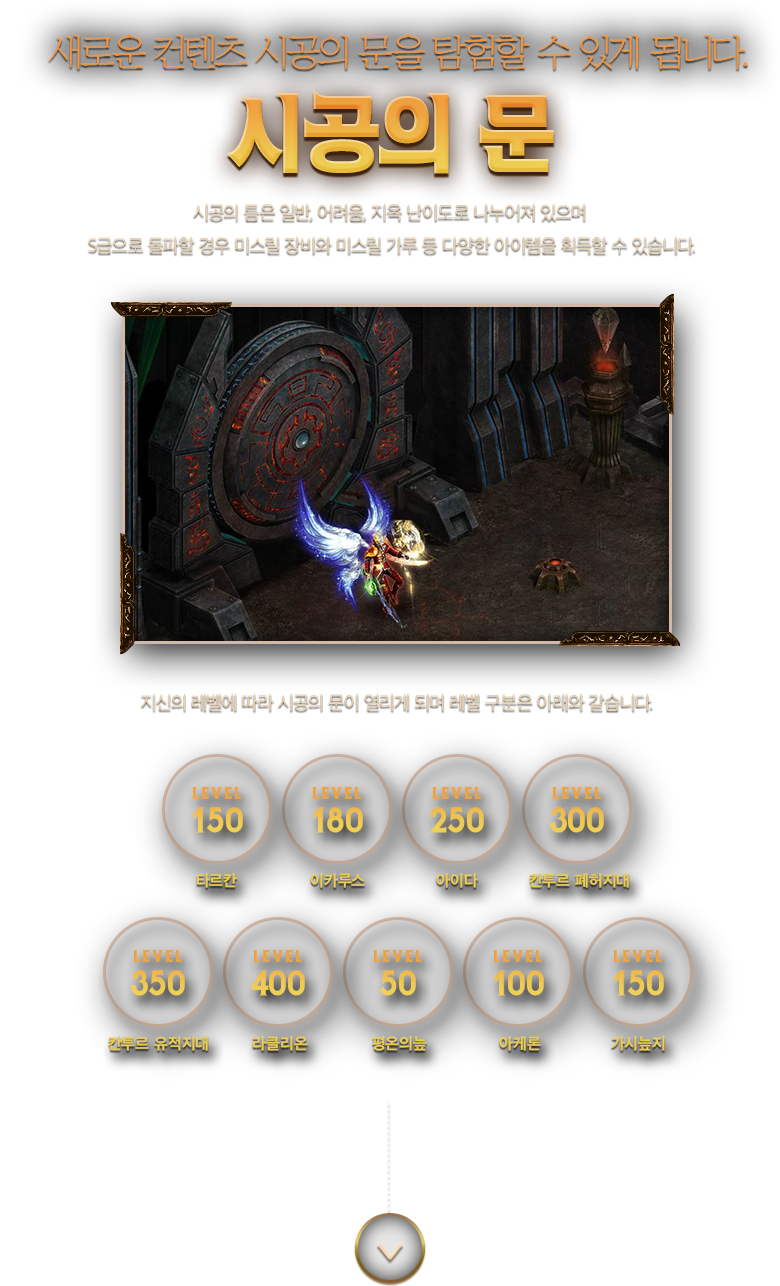 새로운 컨텐츠 시공의 문을 탐험할 수 있게 됩니다.
시공의 문
시공의 틈은 일반, 어려움, 지옥 난이도로 나누어져 있으며
S급으로 돌파할 경우 미스릴 장비와 미스릴 가루 등 다양한 아이템을 획득할 수 있습니다.
지신의 레벨에 따라 시공의 문이 열리게 되며 레벨 구분은 아래와 같습니다.
LEVEL LEVEL LEVEL LEVEL
150 180 250 300
타르칸 이카루스 아이다 칸투르 폐허지대
LEVEL LEVEL LEVEL LEVEL LEVEL
350 400 50 100 150
칸투르 유적지대 라클리온 평온의늪 아케론 가시늪지